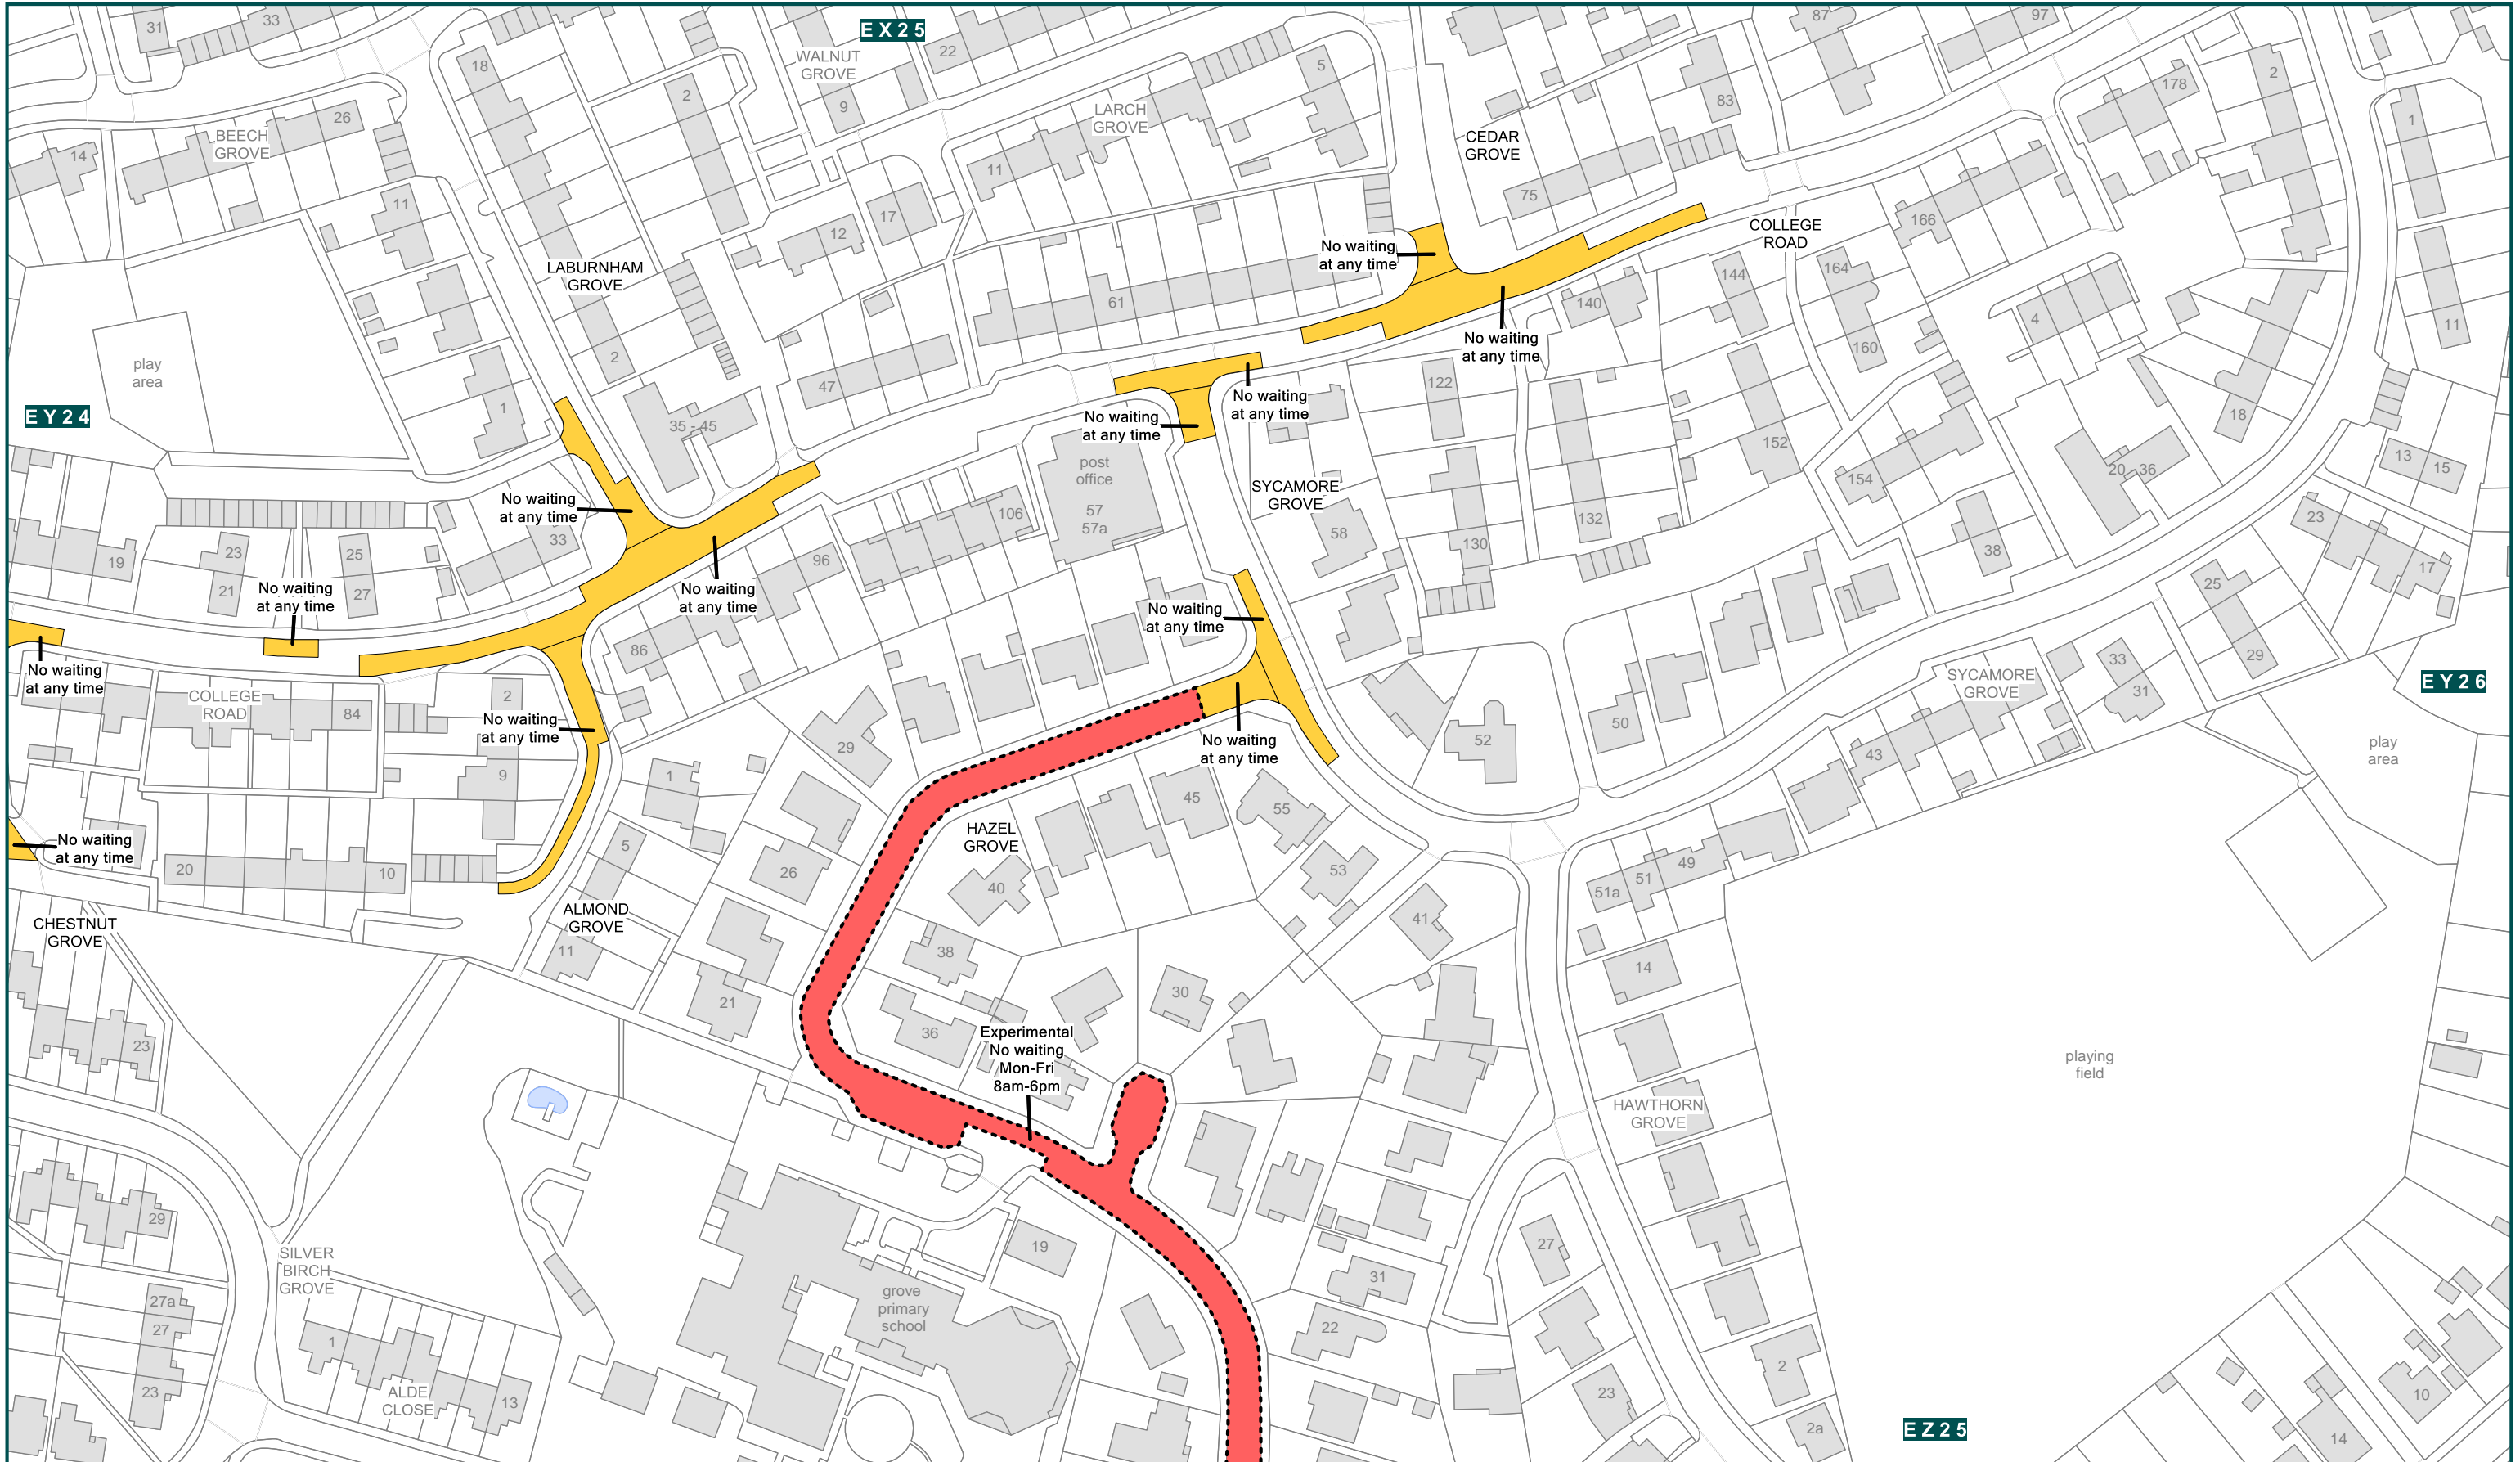 31
33
EX25
22
WALNUT
GROVE
9
18
2
5
87
97
83
178
2
1
26
BEECH
GROVE
14
LARCH
GROVE
11
CEDAR
GROVE
75
11
17
12
166
COLLEGE
ROAD
No waiting
at any time
LABURNHAM
GROVE
61
144
164
140
4
11
160
No waiting
at any time
2
play
area
47
122
No waiting
at any time
EY24
1
35 - 45
No waiting
at any time
18
152
13
15
post
office
57
57a
20 - 36
154
SYCAMORE
GROVE
No waiting
at any time
106
132
23
58
33
19
23
25
96
130
38
17
21
27
No waiting
at any time
No waiting
at any time
No waiting
at any time
25
86
33
29
31
No waiting
at any time
EY26
SYCAMORE
GROVE
COLLEGE
ROAD
84
2
No waiting
at any time
50
52
43
play
area
29
No waiting
at any time
1
9
45
55
HAZEL
GROVE
No waiting
at any time
5
20
10
26
40
53
49
51
51a
ALMOND
GROVE
41
CHESTNUT
GROVE
11
38
14
30
21
36
23
Experimental
No waiting
Mon-Fri
8am-6pm
playing
field
HAWTHORN
GROVE
29
19
27
SILVER
BIRCH
GROVE
31
27a
grove
primary
school
27
22
1
2
23
ALDE
CLOSE
13
23
10
2a
EZ25
14